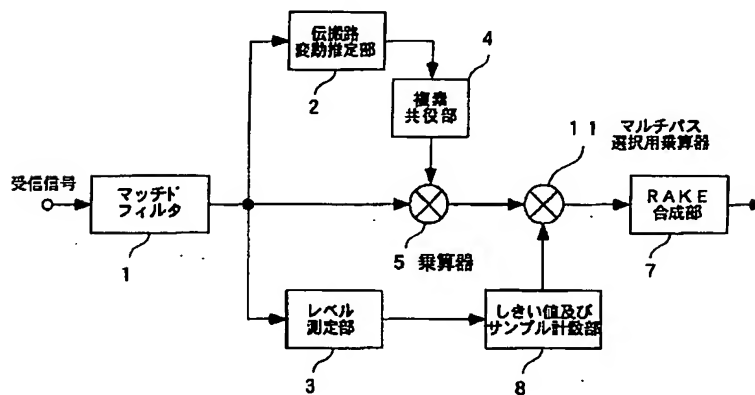 伝搬路
変動推定部
2
4
複素
共役部
11 マルチパス
選択用乗算器
受信信号
マッチド
フィルタ
1
5 乗算器
RAKE
合成部
7
レベル
測定部
3
しきい値及び
サンプル計数部
8